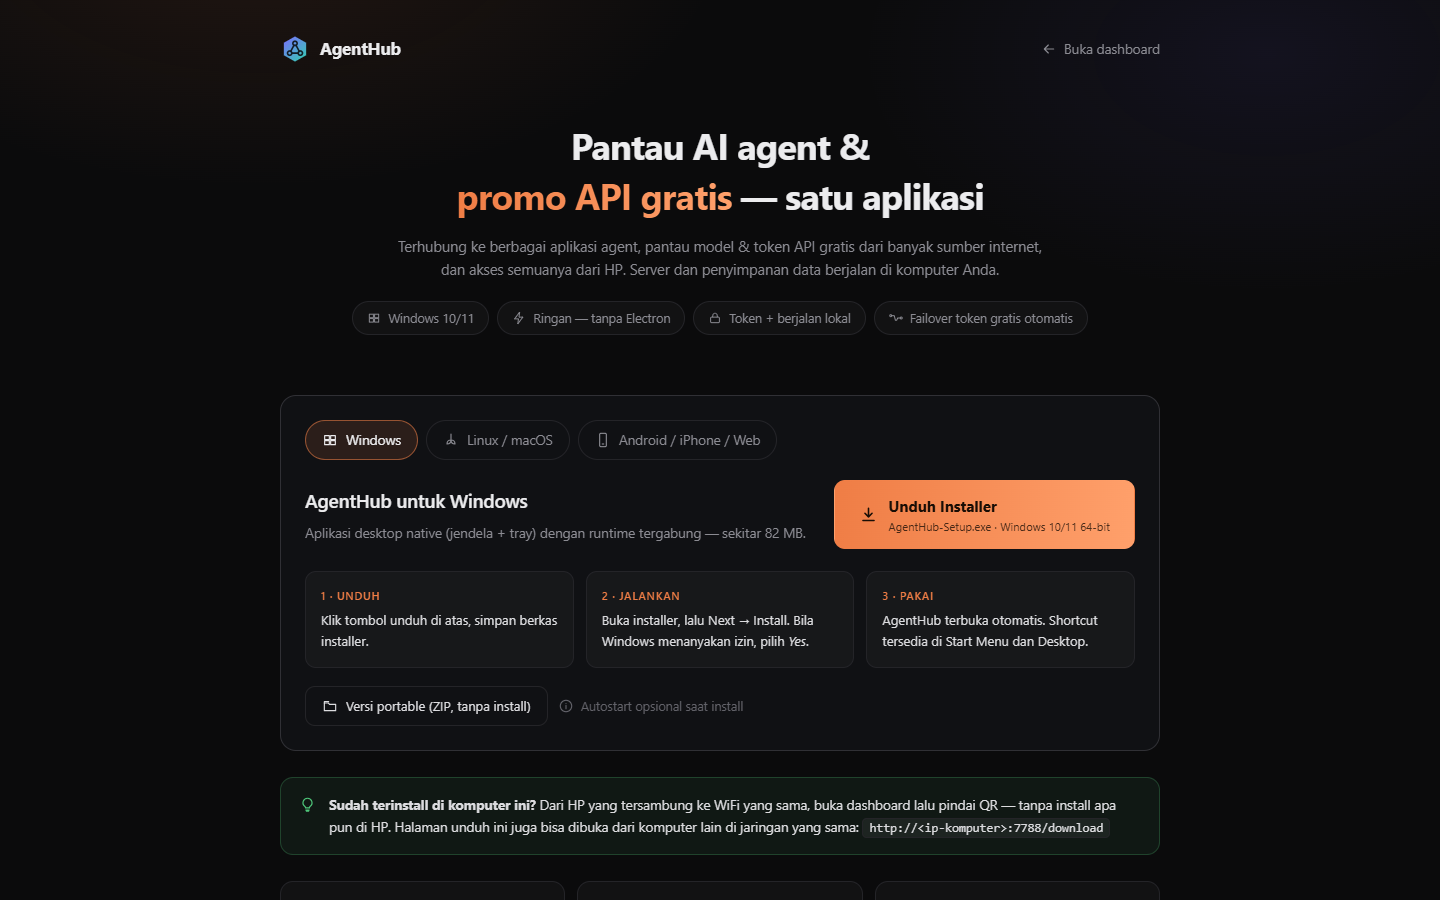 AgentHub
← Buka dashboard
Pantau AI agent &
promo API gratis — satu aplikasi
Terhubung ke berbagai aplikasi agent, pantau model & token API gratis dari banyak sumber internet,
dan akses semuanya dari HP. Server dan penyimpanan data berjalan di komputer Anda.
Windows 10/11
Ringan — tanpa Electron
Token + berjalan lokal
Failover token gratis otomatis
Windows
Linux / macOS
Android / iPhone / Web
AgentHub untuk Windows
Aplikasi desktop native (jendela + tray) dengan runtime tergabung — sekitar 82 MB.
Unduh Installer
AgentHub-Setup.exe · Windows 10/11 64-bit
1 · UNDUH
Klik tombol unduh di atas, simpan berkas
installer.
2 · JALANKAN
Buka installer, lalu Next → Install. Bila
Windows menanyakan izin, pilih Yes.
3 · PAKAI
AgentHub terbuka otomatis. Shortcut
tersedia di Start Menu dan Desktop.
Versi portable (ZIP, tanpa install)
Autostart opsional saat install
Sudah terinstall di komputer ini? Dari HP yang tersambung ke WiFi yang sama, buka dashboard lalu pindai QR — tanpa install apa
pun di HP. Halaman unduh ini juga bisa dibuka dari komputer lain di jaringan yang sama: http://<ip-komputer>:7788/download